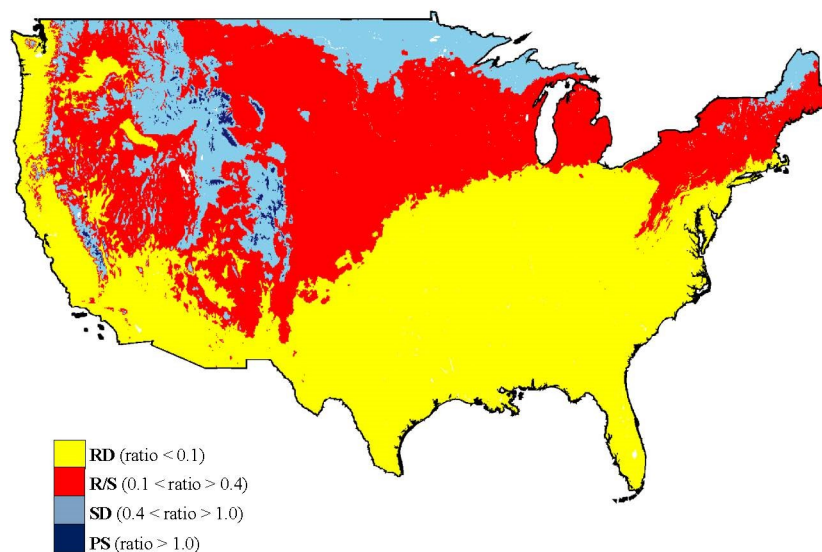 RD (ratio < 0.1)
R/S (0.1 < ratio > 0.4)
SD (0.4 < ratio > 1.0)
PS (ratio > 1.0)